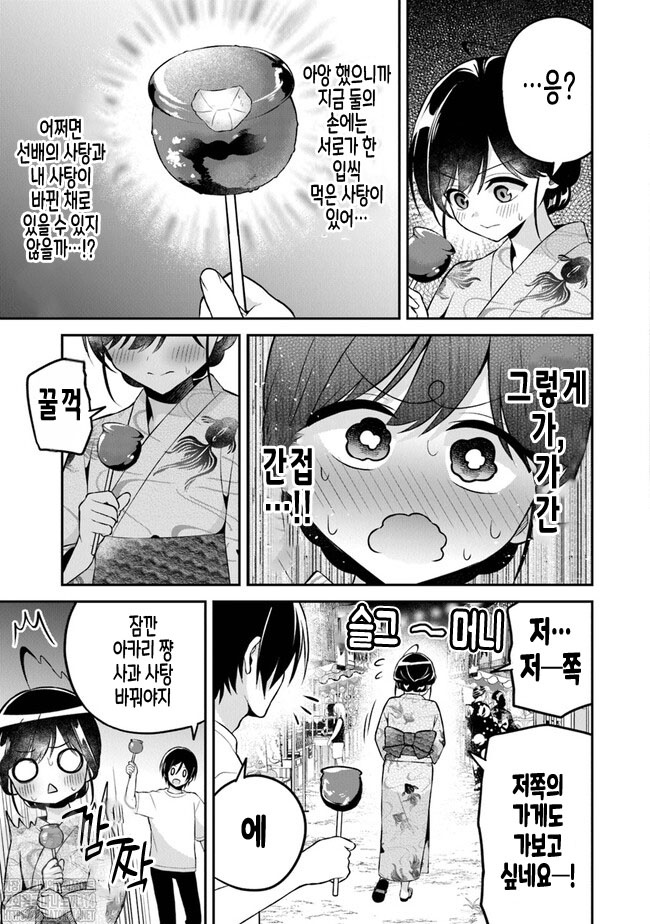 …응?
아앙 했으니까
지금 둘의
손에는
서로가 한
입씩
먹은 사탕이
있어…
어쩌면
선배의 사탕과
내 사탕이
바뀐 채로
있을 수 있지
않을까…!?
그렇게
가, 가
간
간접
…!!
꿀꺽
저…
저—쪽
저쪽의
가게도
가보고
싶네요—!
슬그 ~ 머니
에
잠깐
아카리 쨩
사과 사탕
바꿔야지
깜짝